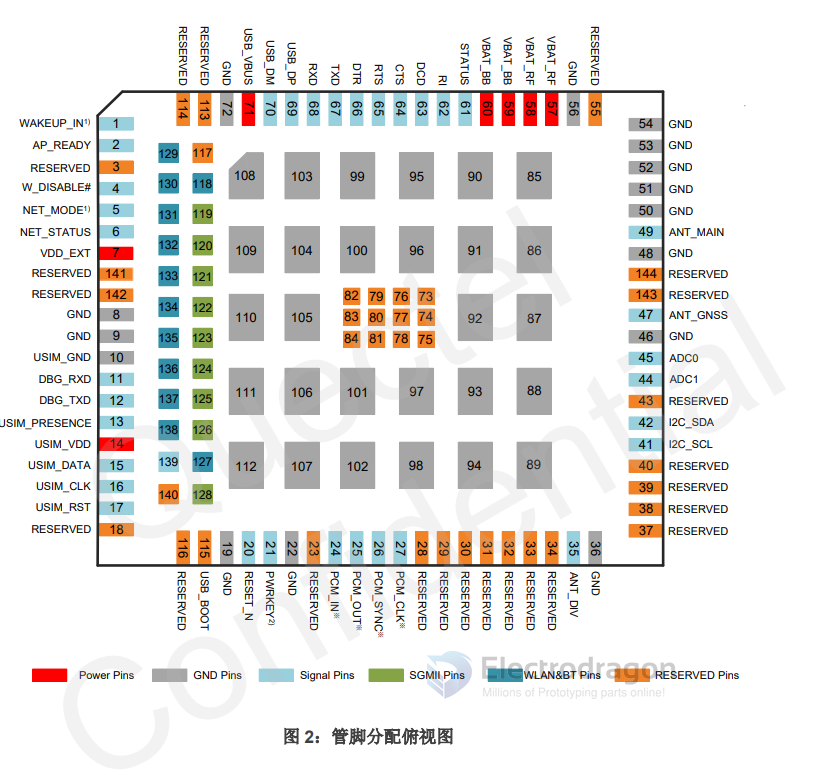 RESERVED
RESERVED
GND
USB_VBUS
USB_DM
USB_DP
RXD
TXD
DTR
RTS
CTS
DCD
RI
STATUS
VBAT_BB
VBAT_BB
VBAT_RF
VBAT_RF
GND
RESERVED
114 113 72 71 70 69 68 67 66 65 64 63 62 61 60 59 58 57 56 55
WAKEUP_IN1) 1
AP_READY 2
RESERVED 3
W_DISABLE# 4
NET_MODE1) 5
NET_STATUS 6
VDD_EXT 7
RESERVED 141
RESERVED 142
GND 8
GND 9
USIM_GND 10
DBG_RXD 11
DBG_TXD 12
USIM_PRESENCE 13
USIM_VDD 14
USIM_DATA 15
USIM_CLK 16
USIM_RST 17
RESERVED 18
129 117
130 118
131 119
132 120
133 121
134 122
135 123
136 124
137 125
138 126
139 127
140 128
108 103 99 95 90 85
109 104 100 96 91 86
110 105 92 87
82 79 76 73
83 80 77 74
84 81 78 75
111 106 101 97 93 88
112 107 102 98 94 89
54 GND
53 GND
52 GND
51 GND
50 GND
49 ANT_MAIN
48 GND
144 RESERVED
143 RESERVED
47 ANT_GNSS
46 GND
45 ADC0
44 ADC1
43 RESERVED
42 I2C_SDA
41 I2C_SCL
40 RESERVED
39 RESERVED
38 RESERVED
37 RESERVED
116 115 19 20 21 22 23 24 25 26 27 28 29 30 31 32 33 34 35 36
RESERVED
USB_BOOT
GND
RESET_N
PWRKEY2)
GND
RESERVED
PCM_IN※
PCM_OUT※
PCM_SYNC※
PCM_CLK※
RESERVED
RESERVED
RESERVED
RESERVED
RESERVED
RESERVED
RESERVED
ANT_DIV
GND
Quectel
Confidential
Power Pins GND Pins Signal Pins SGMII Pins WLAN&BT Pins RESERVED Pins
Electrodragon
Millions of Prototyping parts online!
图 2：管脚分配俯视图